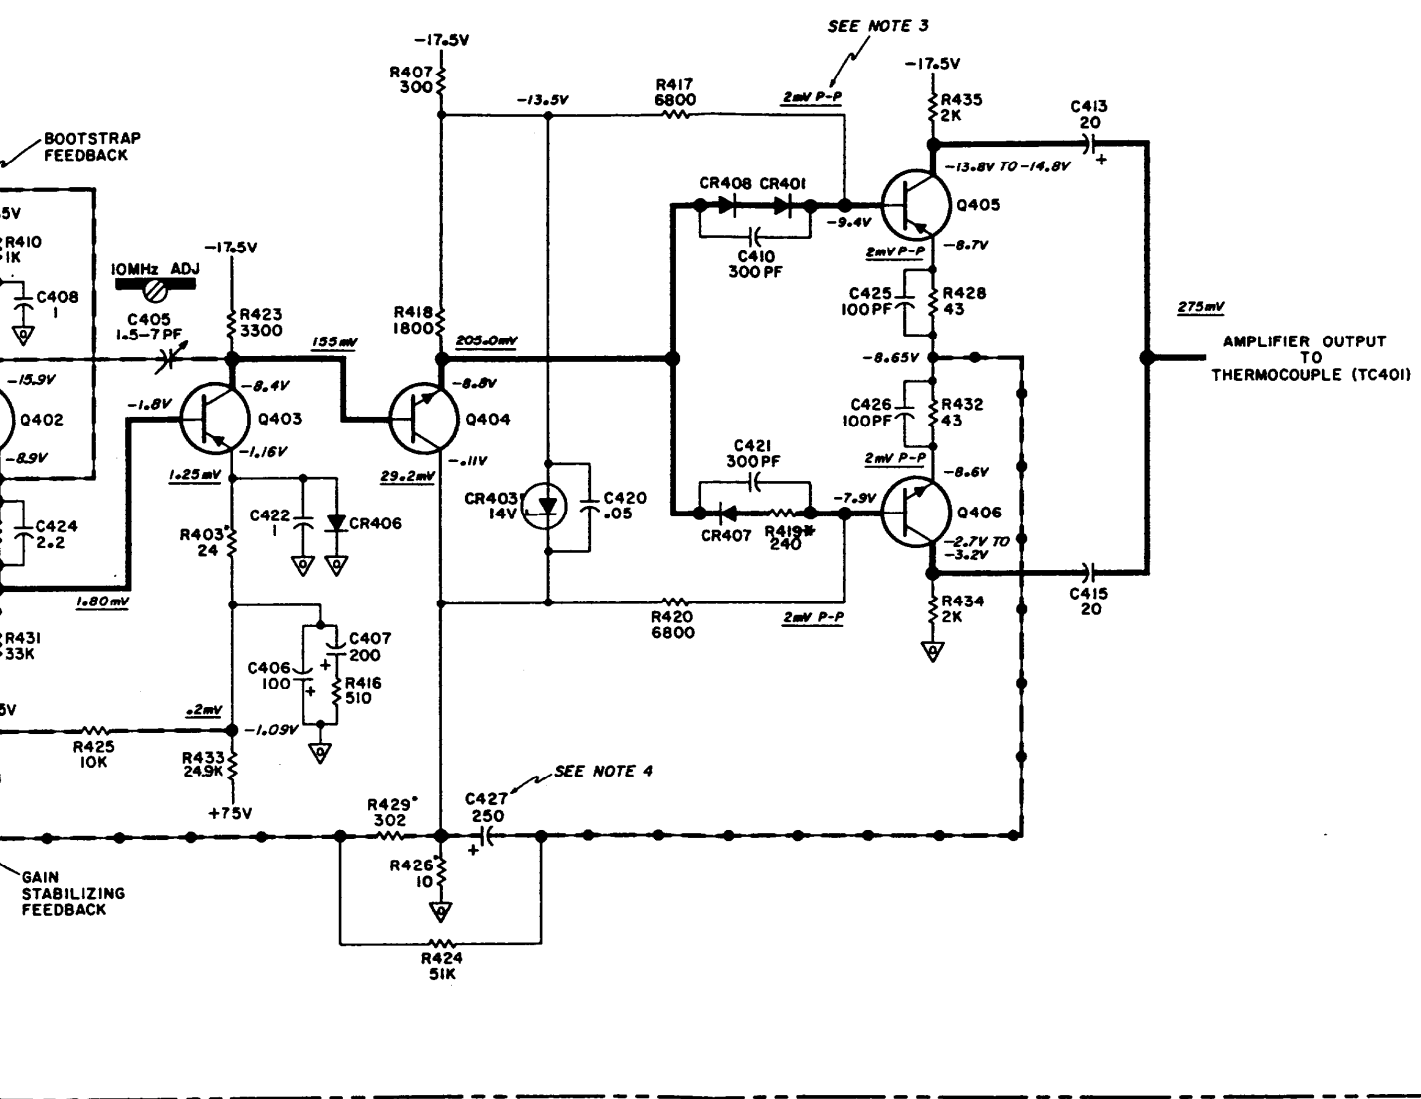 SEE NOTE 3
-17.5V
R407
300
-13.5V
R417
6800
2mV P-P
-17.5V
R435
2K
C413
20
+
BOOTSTRAP
FEEDBACK
-13.8V TO -14.8V
CR408 CR401
Q405
-9.4V
5V
R410
1K
-17.5V
10MHz ADJ
C410
300PF
2mV P-P
-8.7V
C408
1
C405
1.5-7PF
R423
3300
R418
1800
C425
100PF
R428
43
275mV
155mV
205.0mV
-8.65V
AMPLIFIER OUTPUT
TO
THERMOCOUPLE (TC401)
-15.9V
-8.4V
-8.8V
-1.8V
Q402
Q403
Q404
C426
100PF
R432
43
-8.9V
-1.16V
-.11V
C421
300PF
2mV P-P
1.25mV
29.2mV
-8.6V
CR403
14V
C420
.05
-7.9V
Q406
C424
2.2
R403
24
C422
1
CR406
CR407
R419*
240
-2.7V TO
-3.2V
1.80mV
R420
6800
2mV P-P
R434
2K
C415
20
R431
33K
C407
200
C406
100
+
+
R416
510
5V
.2mV
-1.09V
R425
10K
R433
24.9K
SEE NOTE 4
+75V
R429
302
C427
250
+
R426
10
GAIN
STABILIZING
FEEDBACK
R424
51K